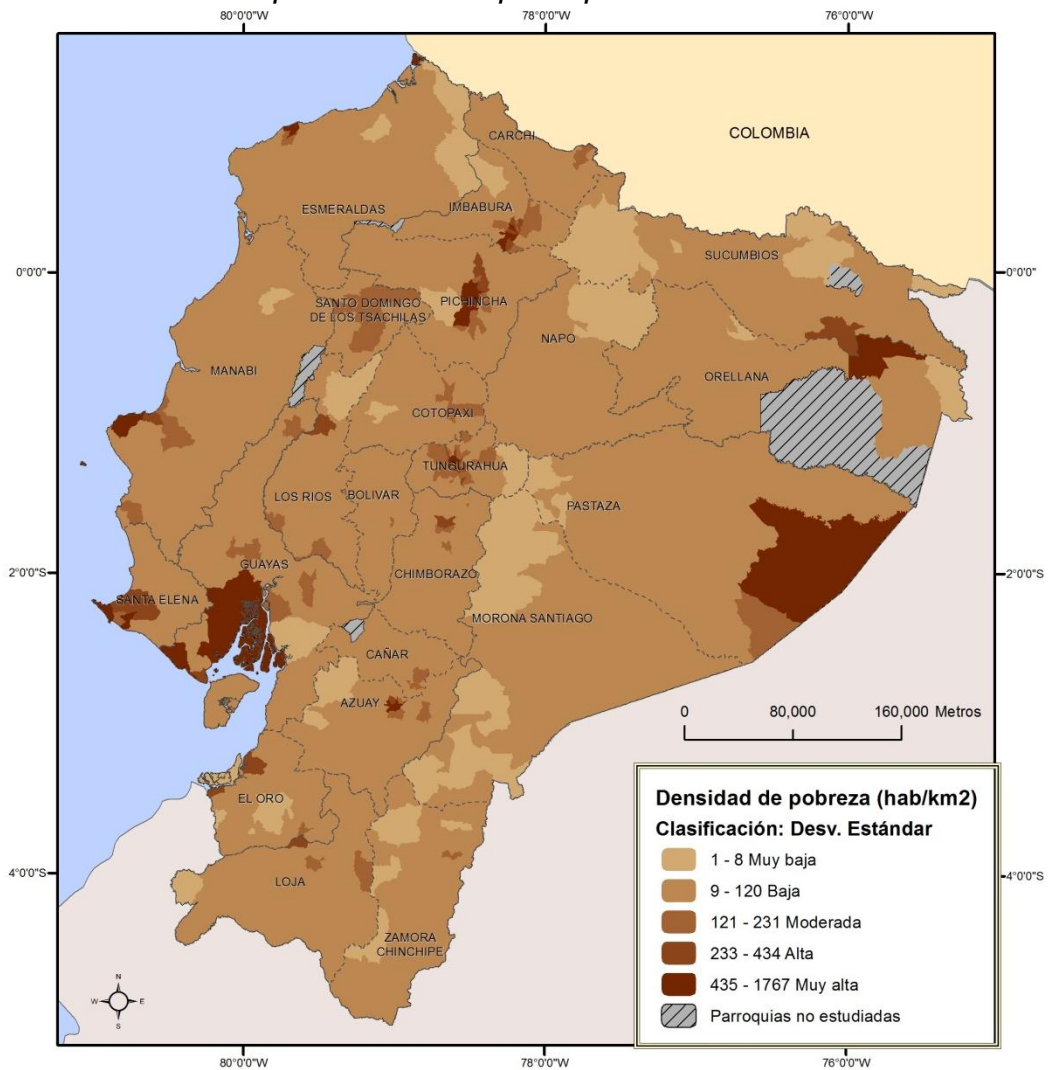 80°0'0"W 78°0'0"W 76°0'0"W
COLOMBIA
CARCHI
ESMERALDAS
IMBABURA
SUCUMBIOS
0°0'0" 0°0'0"
SANTO DOMINGO
DE LOS TSACHILAS
PICHINCHA
NAPO
MANABI
ORELLANA
COTOPAXI
TUNGURAHUA
LOS RIOS
BOLIVAR
PASTAZA
GUAYAS
CHIMBORAZO
2°0'0"S 2°0'0"S
SANTA ELENA
MORONA SANTIAGO
CAÑAR
AZUAY
0 80,000 160,000 Metros
EL ORO
LOJA
4°0'0"S 4°0'0"S
ZAMORA
CHINCHIPE
Densidad de pobreza (hab/km2)
Clasificación: Desv. Estándar
1 - 8 Muy baja
9 - 120 Baja
121 - 231 Moderada
233 - 434 Alta
435 - 1767 Muy alta
Parroquias no estudiadas
N
W E
S
80°0'0"W 78°0'0"W 76°0'0"W